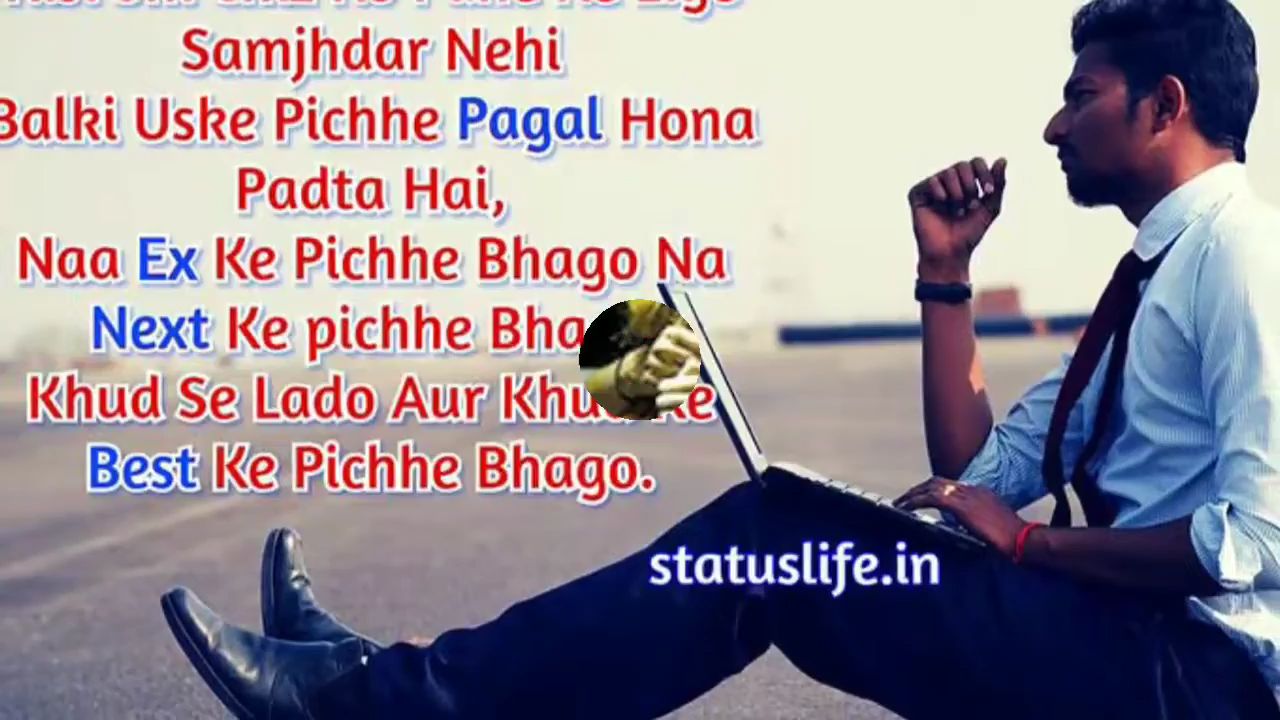 Samjhdar Nehi
Balki Uske Pichhe Pagal Hona
Padta Hai,
Naa Ex Ke Pichhe Bhago Na
Next Ke pichhe
Khud Se Lado Aur Ke
Best Ke Pichhe Bhago.
statuslife.in